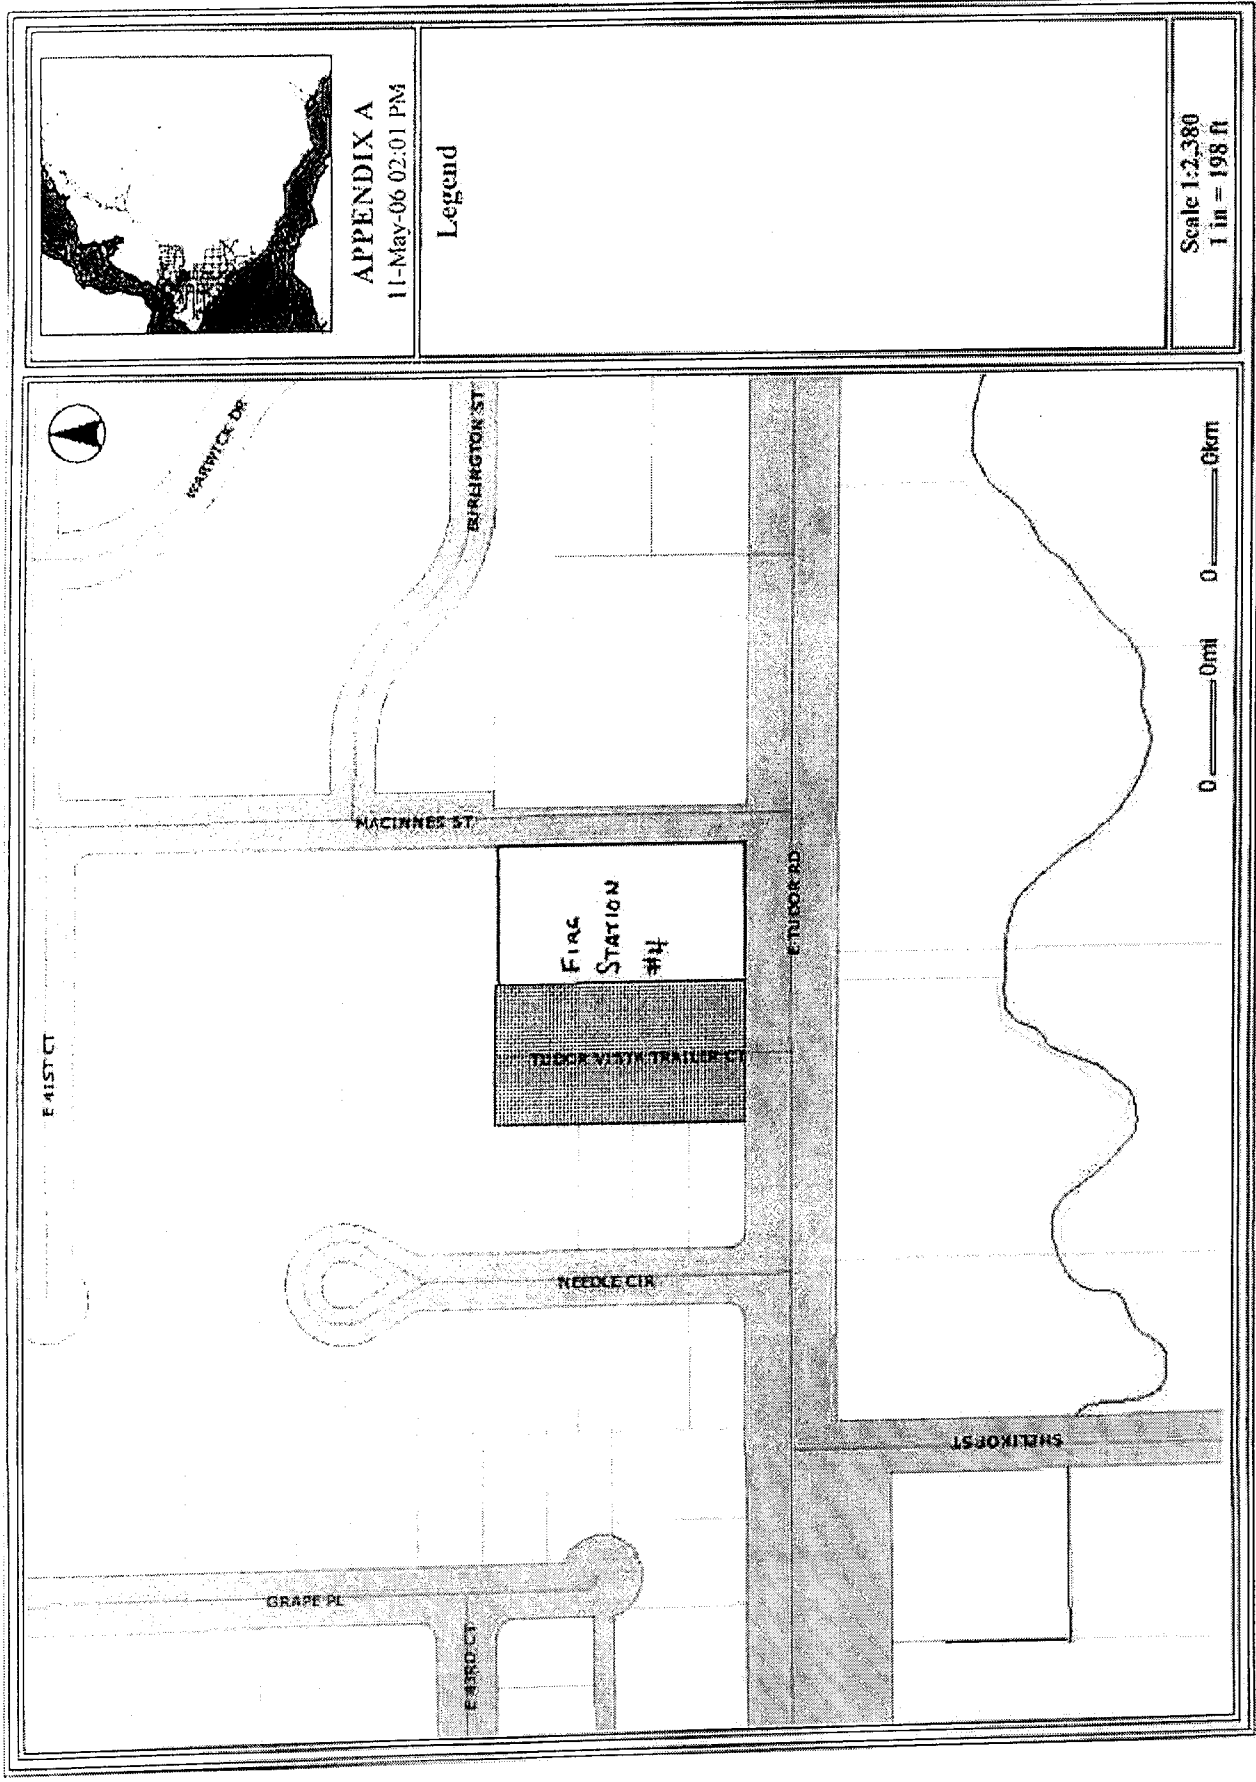 APPENDIX A
11-May-06 02:01 PM
Legend
Scale 1:2,380
1 in = 198 ft
WARWICK DR
BURLINGTON ST
MACINNES ST
E 41ST CT
FIRE
STATION
#4
TUDOR VISTA TRAILER CT
E TUDOR RD
NEEDLE CIR
GRAPE PL
E 43RD CT
SHELIKOF ST
0 0mi
0 0km